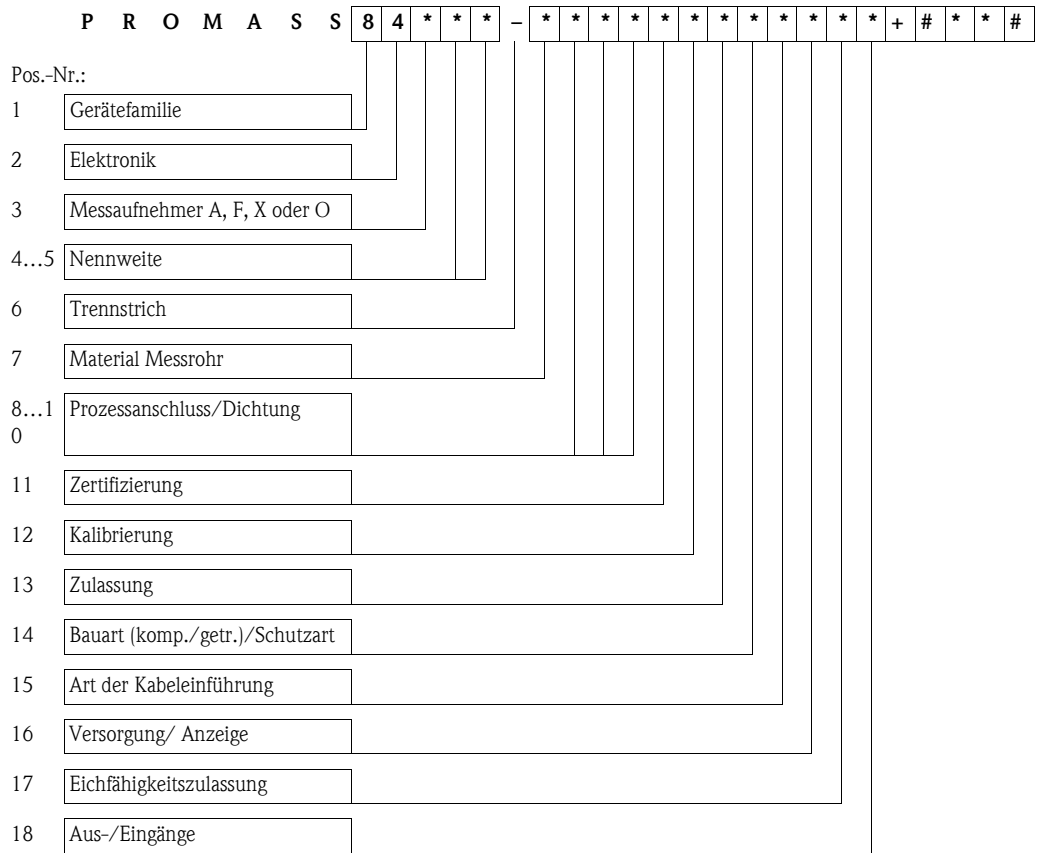 P R O M A S S 8 4 * * * – * * * * * * * * * * * * + # * * #
Pos.-Nr.:
1 Gerätefamilie
2 Elektronik
3 Messaufnehmer A, F, X oder O
4…5 Nennweite
6 Trennstrich
7 Material Messrohr
8…1 Prozessanschluss/Dichtung
0
11 Zertifizierung
12 Kalibrierung
13 Zulassung
14 Bauart (komp./getr.)/Schutzart
15 Art der Kabeleinführung
16 Versorgung/ Anzeige
17 Eichfähigkeitszulassung
18 Aus-/Eingänge